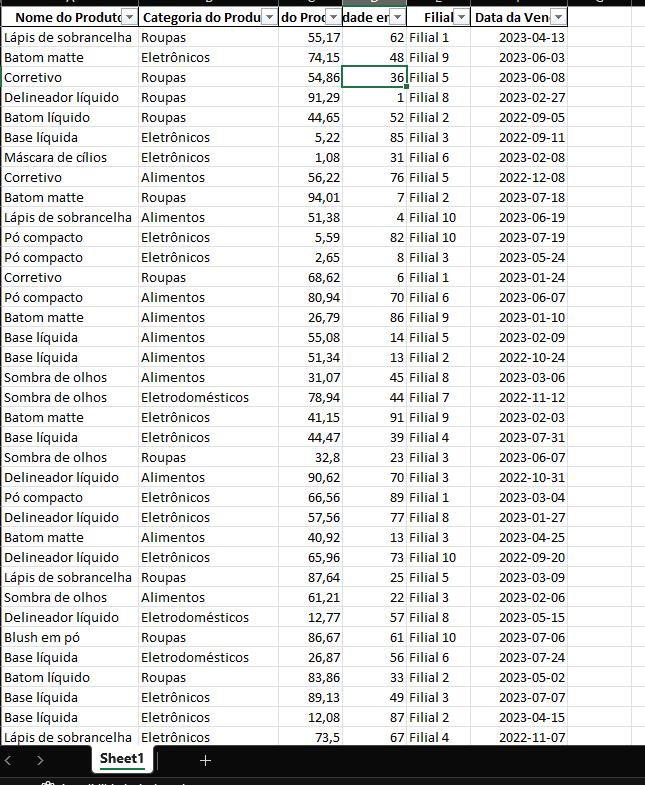 Nome do Produto Categoria do Produ do Prod dade en Filial Data da Ven
Lápis de sobrancelha Roupas 55,17 62 Filial 1 2023-04-13
Batom matte Eletrônicos 74,15 48 Filial 9 2023-06-03
Corretivo Roupas 54,86 36 Filial 5 2023-06-08
Delineador líquido Roupas 91,29 1 Filial 8 2023-02-27
Batom líquido Roupas 44,65 52 Filial 2 2022-09-05
Base líquida Eletrônicos 5,22 85 Filial 3 2022-09-11
Máscara de cílios Eletrônicos 1,08 31 Filial 6 2023-02-08
Corretivo Alimentos 56,22 76 Filial 5 2022-12-08
Batom matte Roupas 94,01 7 Filial 2 2023-07-18
Lápis de sobrancelha Alimentos 51,38 4 Filial 10 2023-06-19
Pó compacto Eletrônicos 5,59 82 Filial 10 2023-07-19
Pó compacto Eletrônicos 2,65 8 Filial 3 2023-05-24
Corretivo Roupas 68,62 6 Filial 1 2023-01-24
Pó compacto Alimentos 80,94 70 Filial 6 2023-06-07
Batom matte Alimentos 26,79 86 Filial 9 2023-01-10
Base líquida Alimentos 55,08 14 Filial 5 2023-02-09
Base líquida Alimentos 51,34 13 Filial 2 2022-10-24
Sombra de olhos Alimentos 31,07 45 Filial 8 2023-03-06
Sombra de olhos Eletrodomésticos 78,94 44 Filial 7 2022-11-12
Batom matte Eletrônicos 41,15 91 Filial 9 2023-02-03
Base líquida Eletrônicos 44,47 39 Filial 4 2023-07-31
Sombra de olhos Roupas 32,8 23 Filial 3 2023-06-07
Delineador líquido Alimentos 90,62 70 Filial 3 2022-10-31
Pó compacto Eletrônicos 66,56 89 Filial 1 2023-03-04
Delineador líquido Eletrônicos 57,56 77 Filial 8 2023-01-27
Batom matte Alimentos 40,92 13 Filial 3 2023-04-25
Delineador líquido Eletrônicos 65,96 73 Filial 10 2022-09-20
Lápis de sobrancelha Roupas 87,64 25 Filial 5 2023-03-09
Sombra de olhos Alimentos 61,21 22 Filial 3 2023-02-06
Delineador líquido Eletrodomésticos 12,77 57 Filial 8 2023-05-15
Blush em pó Roupas 86,67 61 Filial 10 2023-07-06
Base líquida Eletrodomésticos 26,87 56 Filial 6 2023-07-24
Batom líquido Roupas 83,86 33 Filial 2 2023-05-02
Base líquida Eletrônicos 89,13 49 Filial 3 2023-07-07
Base líquida Eletrônicos 12,08 87 Filial 2 2023-04-15
Lápis de sobrancelha Eletrônicos 73,5 67 Filial 4 2022-11-07
Sheet1